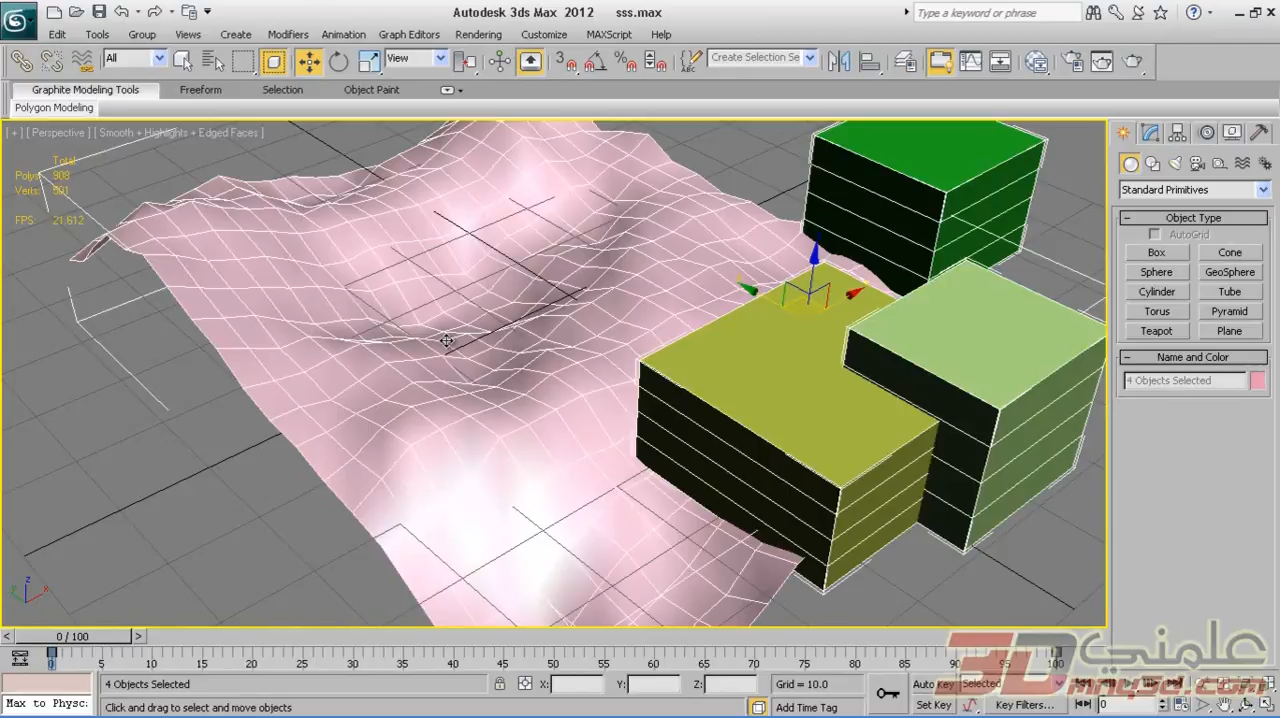 Autodesk 3ds Max 2012 sss.max
Type a keyword or phrase
Edit Tools Group Views Create Modifiers Animation Graph Editors Rendering Customize MAXScript Help
All
View
3
Create Selection Se
Graphite Modeling Tools Freeform Selection Object Paint
Polygon Modeling
[ + ] [ Perspective ] [ Smooth + Highlights + Edged Faces ]
Total
Polys: 908
Verts: 501
FPS: 21.612
Standard Primitives
Object Type
AutoGrid
Box Cone
Sphere GeoSphere
Cylinder Tube
Torus Pyramid
Teapot Plane
Name and Color
4 Objects Selected
z
x
< 0 / 100 >
0 5 10 15 20 25 30 35 40 45 50 55 60 65 70 75 80 85 90 95 100
علمني
3D
4 Objects Selected X: Y: Z: Grid = 10.0 Auto Key Selected
Max to Physc: Click and drag to select and move objects Add Time Tag Set Key Key Filters... 0